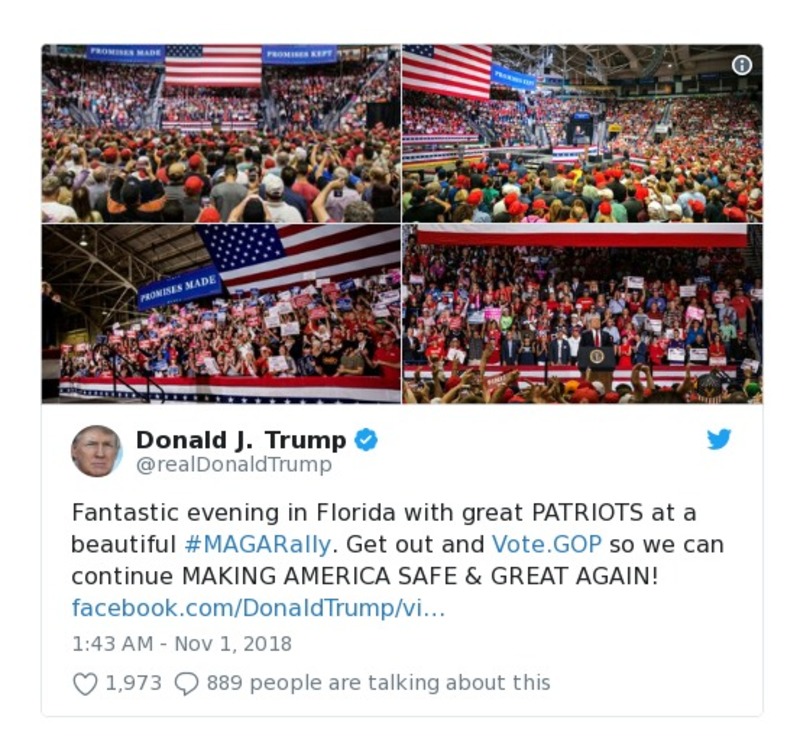 PROMISES MADE
PROMISES KEPT
PROMISES KEPT
PROMISES MADE
Donald J. Trump
@realDonaldTrump
Fantastic evening in Florida with great PATRIOTS at a
beautiful #MAGARally. Get out and Vote.GOP so we can
continue MAKING AMERICA SAFE & GREAT AGAIN!
facebook.com/DonaldTrump/vi…
1:43 AM - Nov 1, 2018
1,973 889 people are talking about this